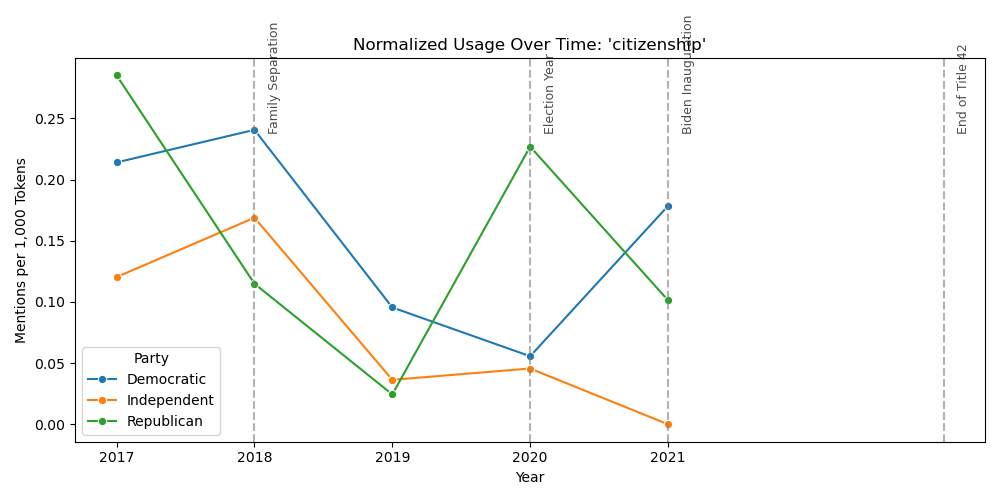 Normalized Usage Over Time: 'citizenship'
Family Separation
Election Year
Biden Inauguration
End of Title 42
Mentions per 1,000 Tokens
0.25
0.20
0.15
0.10
0.05
0.00
Party
Democratic
Independent
Republican
2017
2018
2019
2020
2021
Year